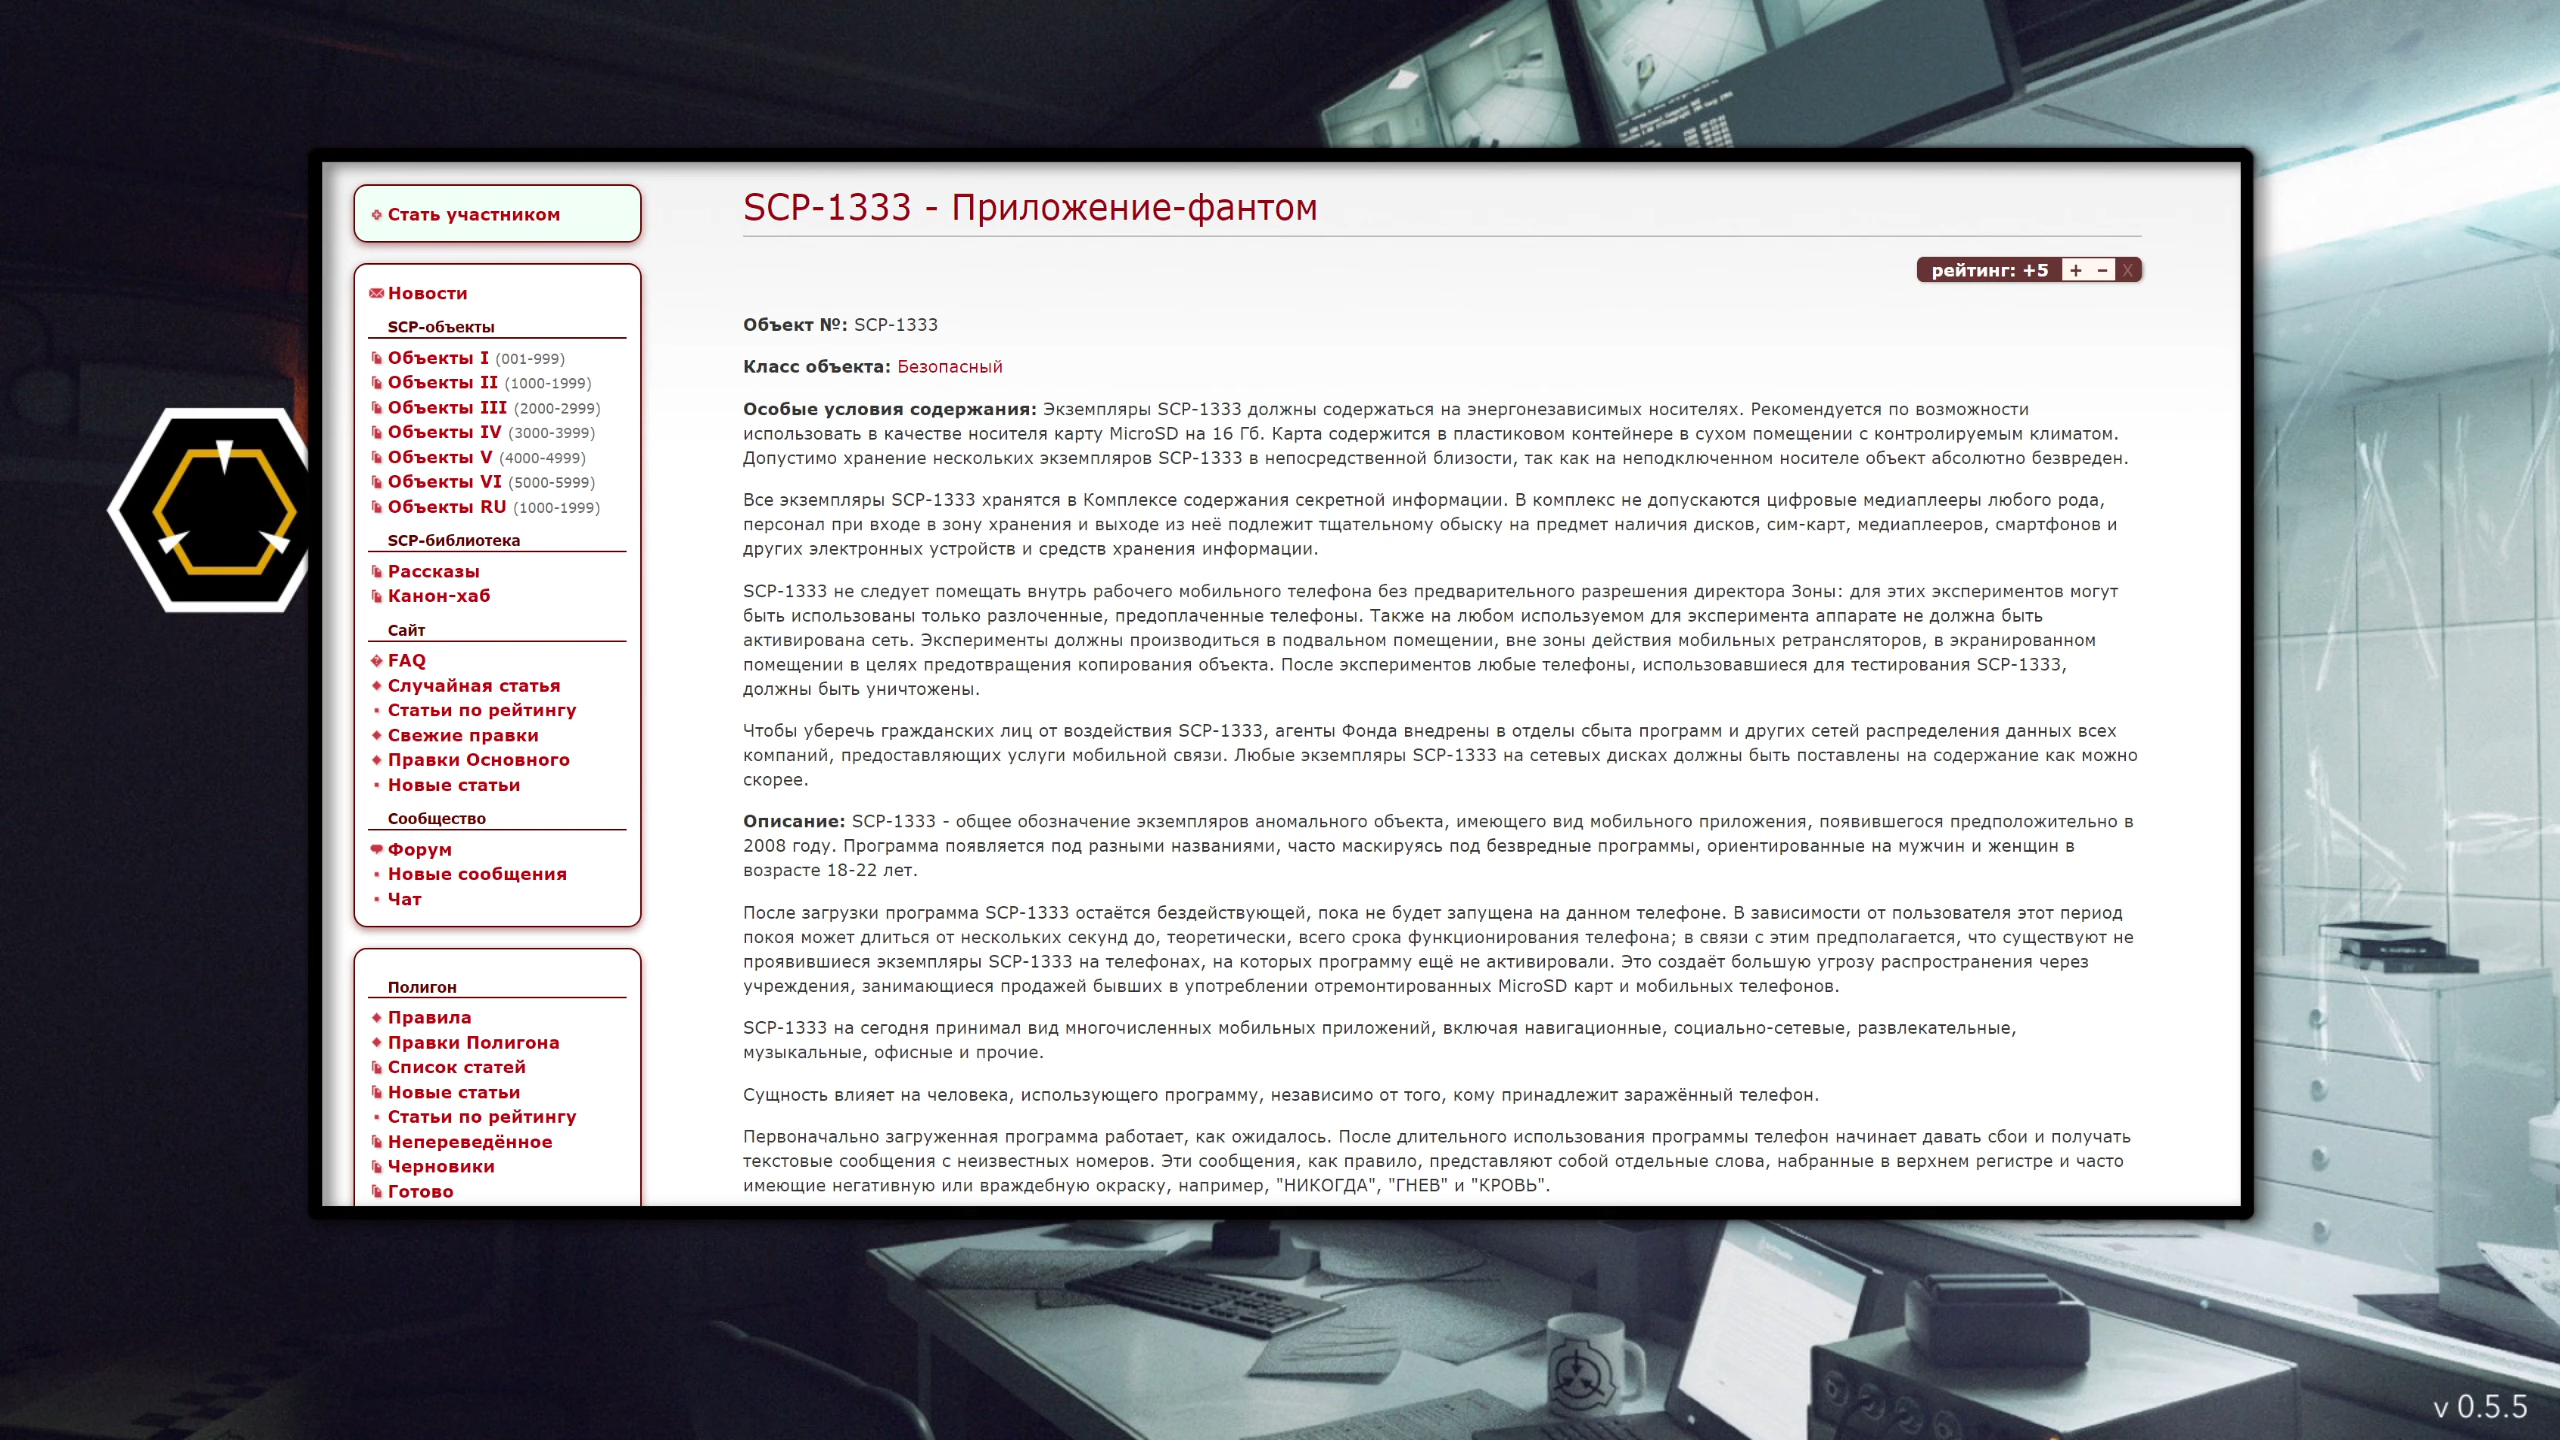 Стать участником
Новости
SCP-объекты
Объекты I (001-999)
Объекты II (1000-1999)
Объекты III (2000-2999)
Объекты IV (3000-3999)
Объекты V (4000-4999)
Объекты VI (5000-5999)
Объекты RU (1000-1999)
SCP-библиотека
Рассказы
Канон-хаб
Сайт
FAQ
Случайная статья
Статьи по рейтингу
Свежие правки
Правки Основного
Новые статьи
Сообщество
Форум
Новые сообщения
Чат
Полигон
Правила
Правки Полигона
Список статей
Новые статьи
Статьи по рейтингу
Непереведённое
Черновики
Готово
SCP-1333 - Приложение-фантом
рейтинг: +5 + – X
Объект №: SCP-1333
Класс объекта: Безопасный
Особые условия содержания: Экземпляры SCP-1333 должны содержаться на энергонезависимых носителях. Рекомендуется по возможности
использовать в качестве носителя карту MicroSD на 16 Гб. Карта содержится в пластиковом контейнере в сухом помещении с контролируемым климатом.
Допустимо хранение нескольких экземпляров SCP-1333 в непосредственной близости, так как на неподключенном носителе объект абсолютно безвреден.
Все экземпляры SCP-1333 хранятся в Комплексе содержания секретной информации. В комплекс не допускаются цифровые медиаплееры любого рода,
персонал при входе в зону хранения и выходе из неё подлежит тщательному обыску на предмет наличия дисков, сим-карт, медиаплееров, смартфонов и
других электронных устройств и средств хранения информации.
SCP-1333 не следует помещать внутрь рабочего мобильного телефона без предварительного разрешения директора Зоны: для этих экспериментов могут
быть использованы только разлоченные, предоплаченные телефоны. Также на любом используемом для эксперимента аппарате не должна быть
активирована сеть. Эксперименты должны производиться в подвальном помещении, вне зоны действия мобильных ретрансляторов, в экранированном
помещении в целях предотвращения копирования объекта. После экспериментов любые телефоны, использовавшиеся для тестирования SCP-1333,
должны быть уничтожены.
Чтобы уберечь гражданских лиц от воздействия SCP-1333, агенты Фонда внедрены в отделы сбыта программ и других сетей распределения данных всех
компаний, предоставляющих услуги мобильной связи. Любые экземпляры SCP-1333 на сетевых дисках должны быть поставлены на содержание как можно
скорее.
Описание: SCP-1333 - общее обозначение экземпляров аномального объекта, имеющего вид мобильного приложения, появившегося предположительно в
2008 году. Программа появляется под разными названиями, часто маскируясь под безвредные программы, ориентированные на мужчин и женщин в
возрасте 18-22 лет.
После загрузки программа SCP-1333 остаётся бездействующей, пока не будет запущена на данном телефоне. В зависимости от пользователя этот период
покоя может длиться от нескольких секунд до, теоретически, всего срока функционирования телефона; в связи с этим предполагается, что существуют не
проявившиеся экземпляры SCP-1333 на телефонах, на которых программу ещё не активировали. Это создаёт большую угрозу распространения через
учреждения, занимающиеся продажей бывших в употреблении отремонтированных MicroSD карт и мобильных телефонов.
SCP-1333 на сегодня принимал вид многочисленных мобильных приложений, включая навигационные, социально-сетевые, развлекательные,
музыкальные, офисные и прочие.
Сущность влияет на человека, использующего программу, независимо от того, кому принадлежит заражённый телефон.
Первоначально загруженная программа работает, как ожидалось. После длительного использования программы телефон начинает давать сбои и получать
текстовые сообщения с неизвестных номеров. Эти сообщения, как правило, представляют собой отдельные слова, набранные в верхнем регистре и часто
имеющие негативную или враждебную окраску, например, "НИКОГДА", "ГНЕВ" и "КРОВЬ".
v 0.5.5